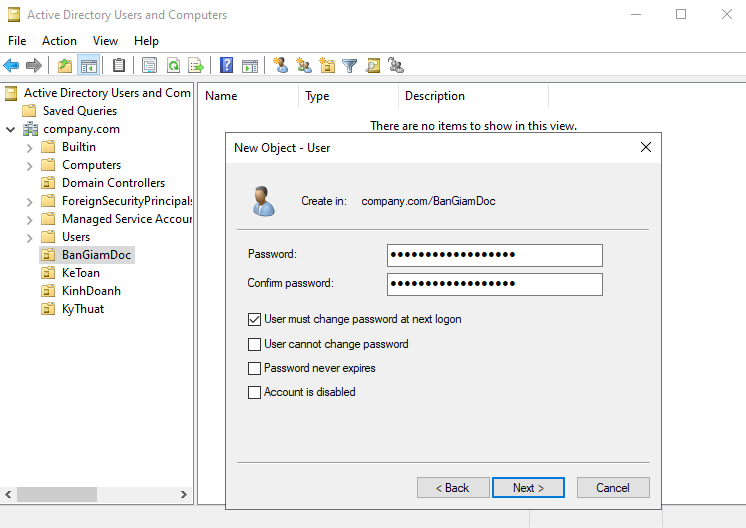 Active Directory Users and Computers
File Action View Help
Active Directory Users and Com
Saved Queries
company.com
Builtin
Computers
Domain Controllers
ForeignSecurityPrincipals
Managed Service Accour
Users
BanGiamDoc
KeToan
KinhDoanh
KyThuat
Name Type Description
There are no items to show in this view.
New Object - User
Create in: company.com/BanGiamDoc
Password: ●●●●●●●●●●●●●●●●●●
Confirm password: ●●●●●●●●●●●●●●●●●●
User must change password at next logon
User cannot change password
Password never expires
Account is disabled
< Back Next > Cancel